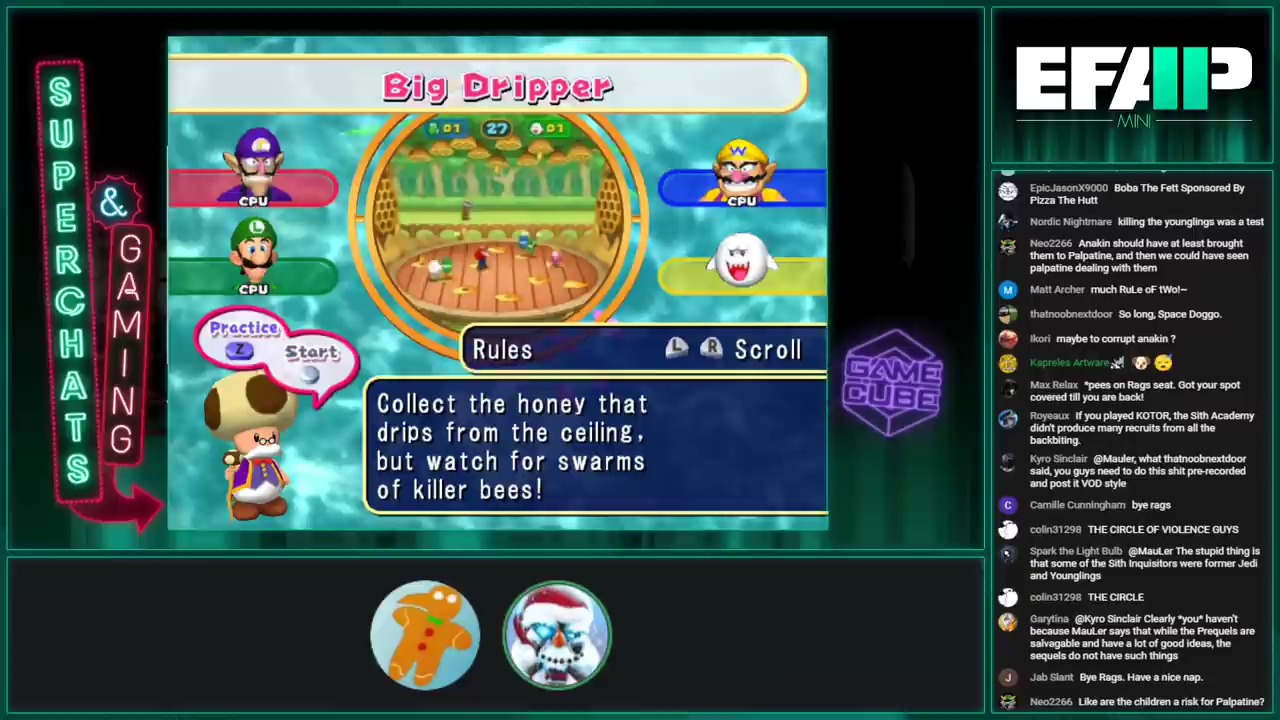 SUPERCHATS
&
GAMING
Big Dripper
01
27
01
CPU
CPU
CPU
Practice
Z
Start
Rules
L R Scroll
Collect the honey that
drips from the ceiling,
but watch for swarms
of killer bees!
GAME
CUBE
EFAP
MINI
EpicJasonX9000 Boba The Fett Sponsored By
Pizza The Hutt
Nordic Nightmare killing the younglings was a test
Neo2266 Anakin should have at least brought
them to Palpatine, and then we could have seen
palpatine dealing with them
M Matt Archer much RuLe oF tWo!~
thatnoobnextdoor So long, Space Doggo.
Ikori maybe to corrupt anakin ?
Kapreles Artware
Max Relax *pees on Rags seat. Got your spot
covered till you are back!
Royeaux If you played KOTOR, the Sith Academy
didn't produce many recruits from all the
backbiting.
Kyro Sinclair @Mauler, what thatnoobnextdoor
said, you guys need to do this shit pre-recorded
and post it VOD style
C Camille Cunningham bye rags
colin31298 THE CIRCLE OF VIOLENCE GUYS
Spark the Light Bulb @MauLer The stupid thing is
that some of the Sith Inquisitors were former Jedi
and Younglings
colin31298 THE CIRCLE
Garytina @Kyro Sinclair Clearly *you* haven't
because MauLer says that while the Prequels are
salvagable and have a lot of good ideas, the
sequels do not have such things
J Jab Slant Bye Rags. Have a nice nap.
Neo2266 Like are the children a risk for Palpatine?